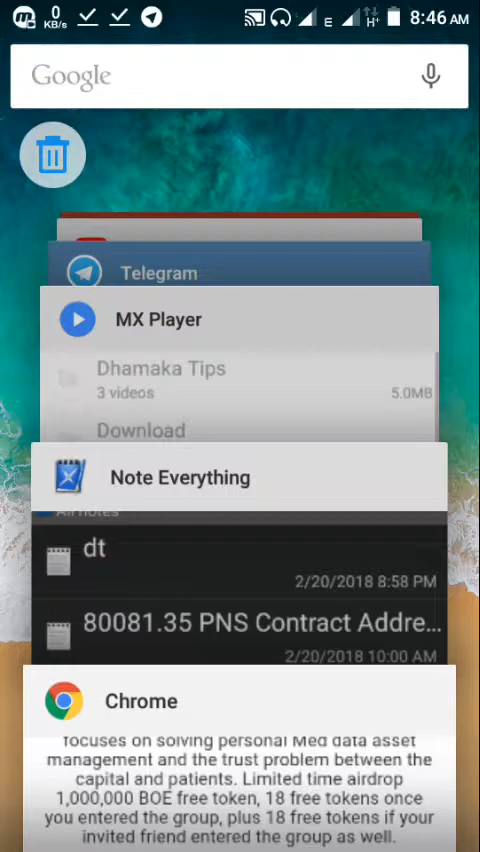 0
KB/s
E
H+
8:46 AM
Google
Telegram
MX Player
Dhamaka Tips
3 videos
5.0MB
Download
Note Everything
All notes
dt
2/20/2018 8:58 PM
80081.35 PNS Contract Addre...
2/20/2018 10:00 AM
Chrome
focuses on solving personal Med data asset
management and the trust problem between the
capital and patients. Limited time airdrop
1,000,000 BOE free token, 18 free tokens once
you entered the group, plus 18 free tokens if your
invited friend entered the group as well.